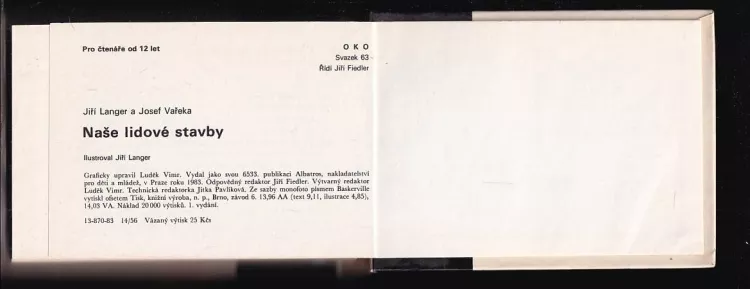 Pro čtenáře od 12 let
O K O
Svazek 63
Řídí Jiří Fiedler
Jiří Langer a Josef Vařeka
Naše lidové stavby
Ilustroval Jiří Langer
Graficky upravil Luděk Vimr. Vydal jako svou 6533. publikaci Albatros, nakladatelství
pro děti a mládež, v Praze roku 1983. Odpovědný redaktor Jiří Fiedler. Výtvarný redaktor
Luděk Vimr. Technická redaktorka Jitka Pavlíková. Ze sazby monofoto písmem Baskerville
vytiskl ofsetem Tisk, knižní výroba, n. p., Brno, závod 6. 13,96 AA (text 9,11, ilustrace 4,85),
14,03 VA. Náklad 20 000 výtisků. 1. vydání.
13-870-83 14/56 Vázaný výtisk 25 Kčs